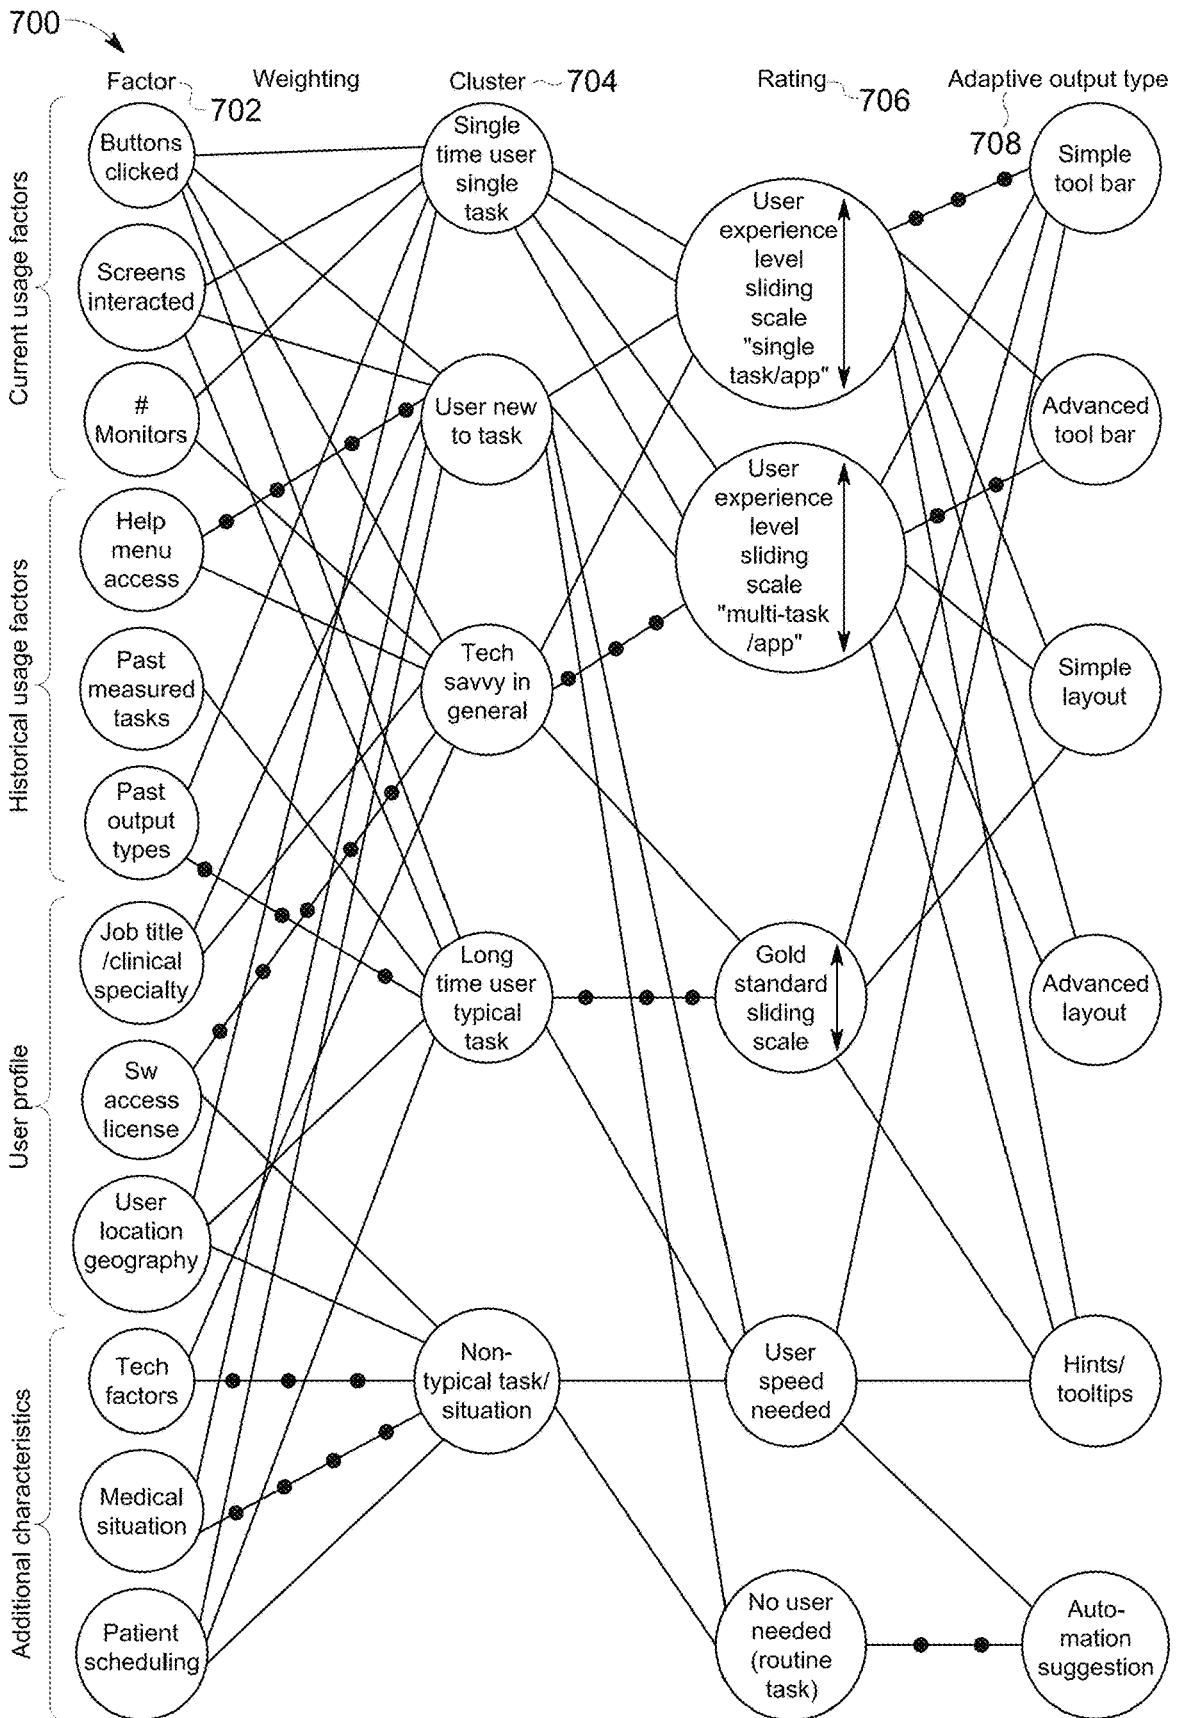 700
Factor
702
Weighting
Cluster
704
Rating
706
Adaptive output type
708
Current usage factors
Buttons
clicked
Screens
interacted
#
Monitors
Historical usage factors
Help
menu
access
Past
measured
tasks
Past
output
types
User profile
Job title
/clinical
specialty
Sw
access
license
User
location
geography
Additional characteristics
Tech
factors
Medical
situation
Patient
scheduling
Single
time user
single
task
User new
to task
Tech
savvy in
general
Long
time user
typical
task
Non-
typical task/
situation
User
experience
level
sliding
scale
"single
task/app"
User
experience
level
sliding
scale
"multi-task
/app"
Gold
standard
sliding
scale
User
speed
needed
No user
needed
(routine
task)
Simple
tool bar
Advanced
tool bar
Simple
layout
Advanced
layout
Hints/
tooltips
Auto-
mation
suggestion